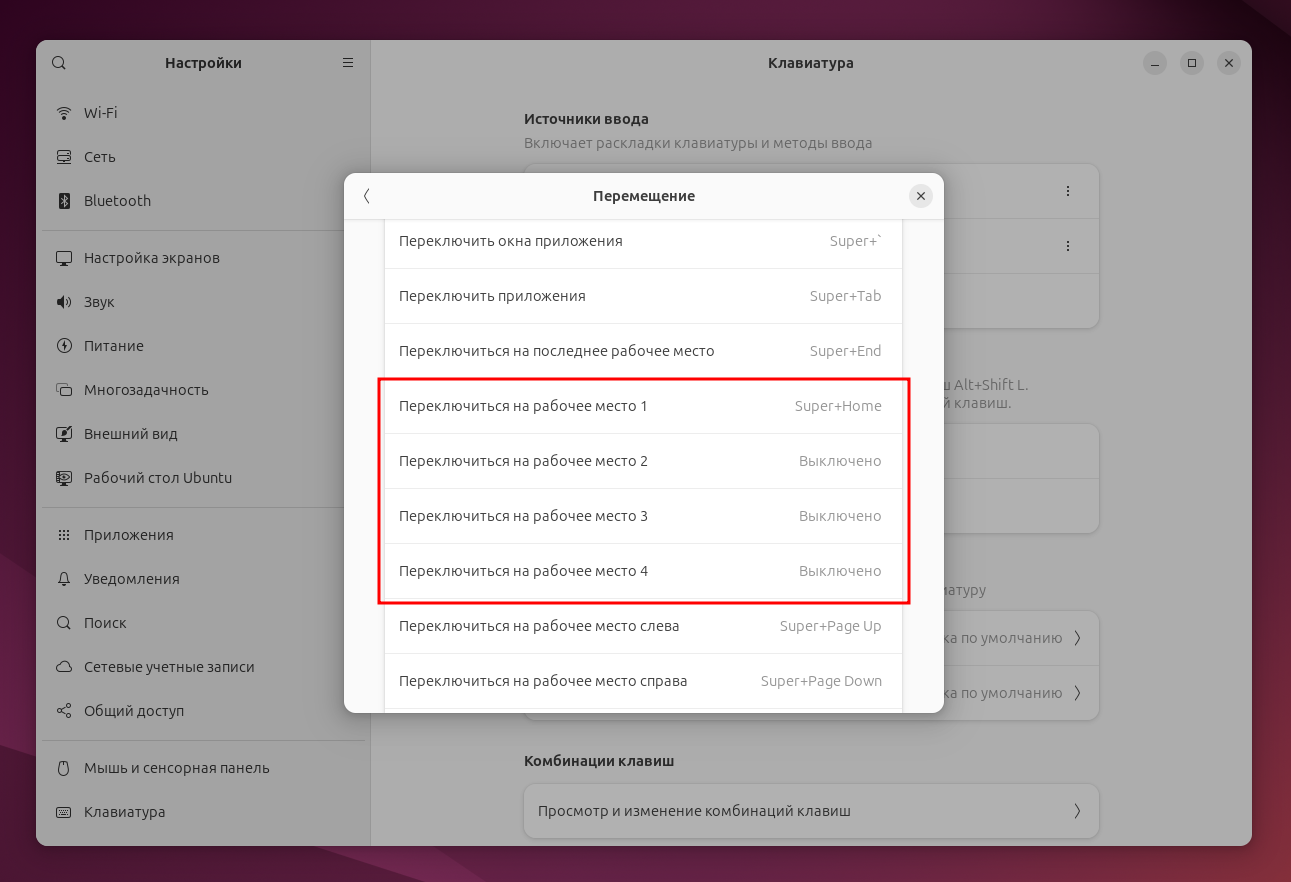 Настройки
Wi-Fi
Сеть
Bluetooth
Настройка экранов
Звук
Питание
Многозадачность
Внешний вид
Рабочий стол Ubuntu
Приложения
Уведомления
Поиск
Сетевые учетные записи
Общий доступ
Мышь и сенсорная панель
Клавиатура
Клавиатура
Источники ввода
Включает раскладки клавиатуры и методы ввода
Alt+Shift L.
клавиш.
по умолчанию
по умолчанию
Комбинации клавиш
Просмотр и изменение комбинаций клавиш
Перемещение
Переключить окна приложения Super+`
Переключить приложения Super+Tab
Переключиться на последнее рабочее место Super+End
Переключиться на рабочее место 1 Super+Home
Переключиться на рабочее место 2 Выключено
Переключиться на рабочее место 3 Выключено
Переключиться на рабочее место 4 Выключено
Переключиться на рабочее место слева Super+Page Up
Переключиться на рабочее место справа Super+Page Down